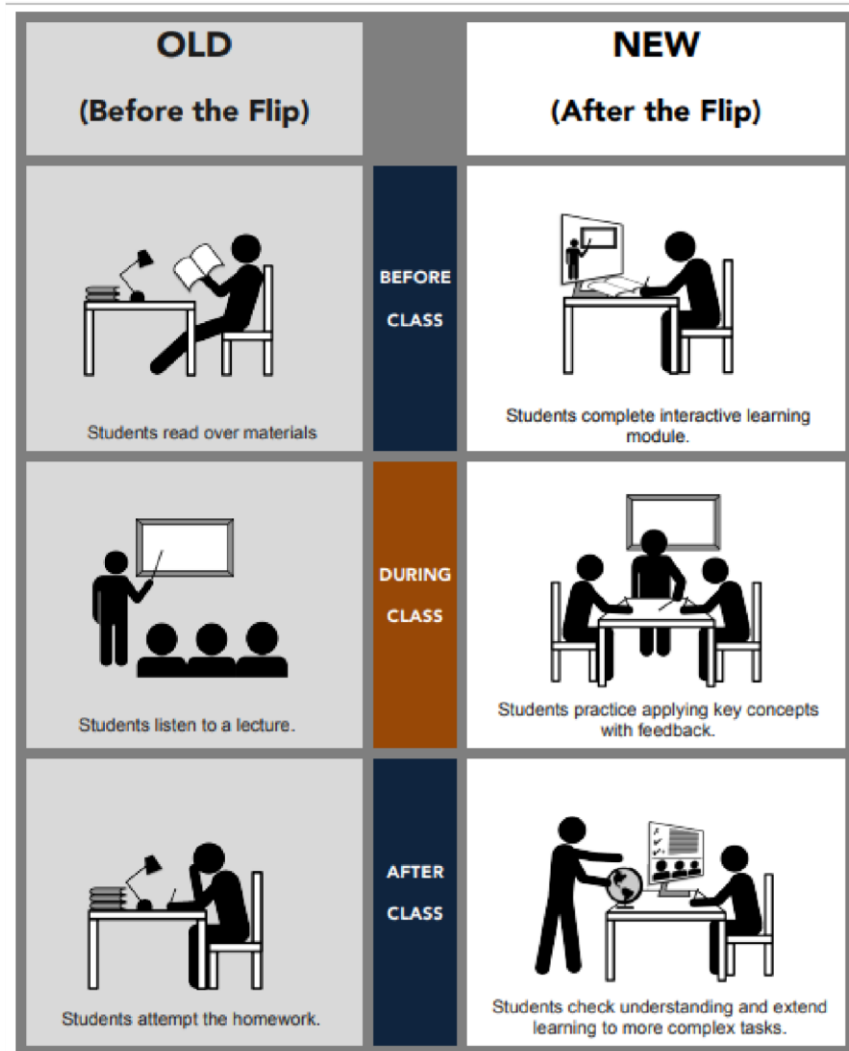 OLD
(Before the Flip)
NEW
(After the Flip)
Students read over materials
BEFORE
CLASS
Students complete interactive learning
module.
Students listen to a lecture.
DURING
CLASS
Students practice applying key concepts
with feedback.
Students attempt the homework.
AFTER
CLASS
Students check understanding and extend
learning to more complex tasks.